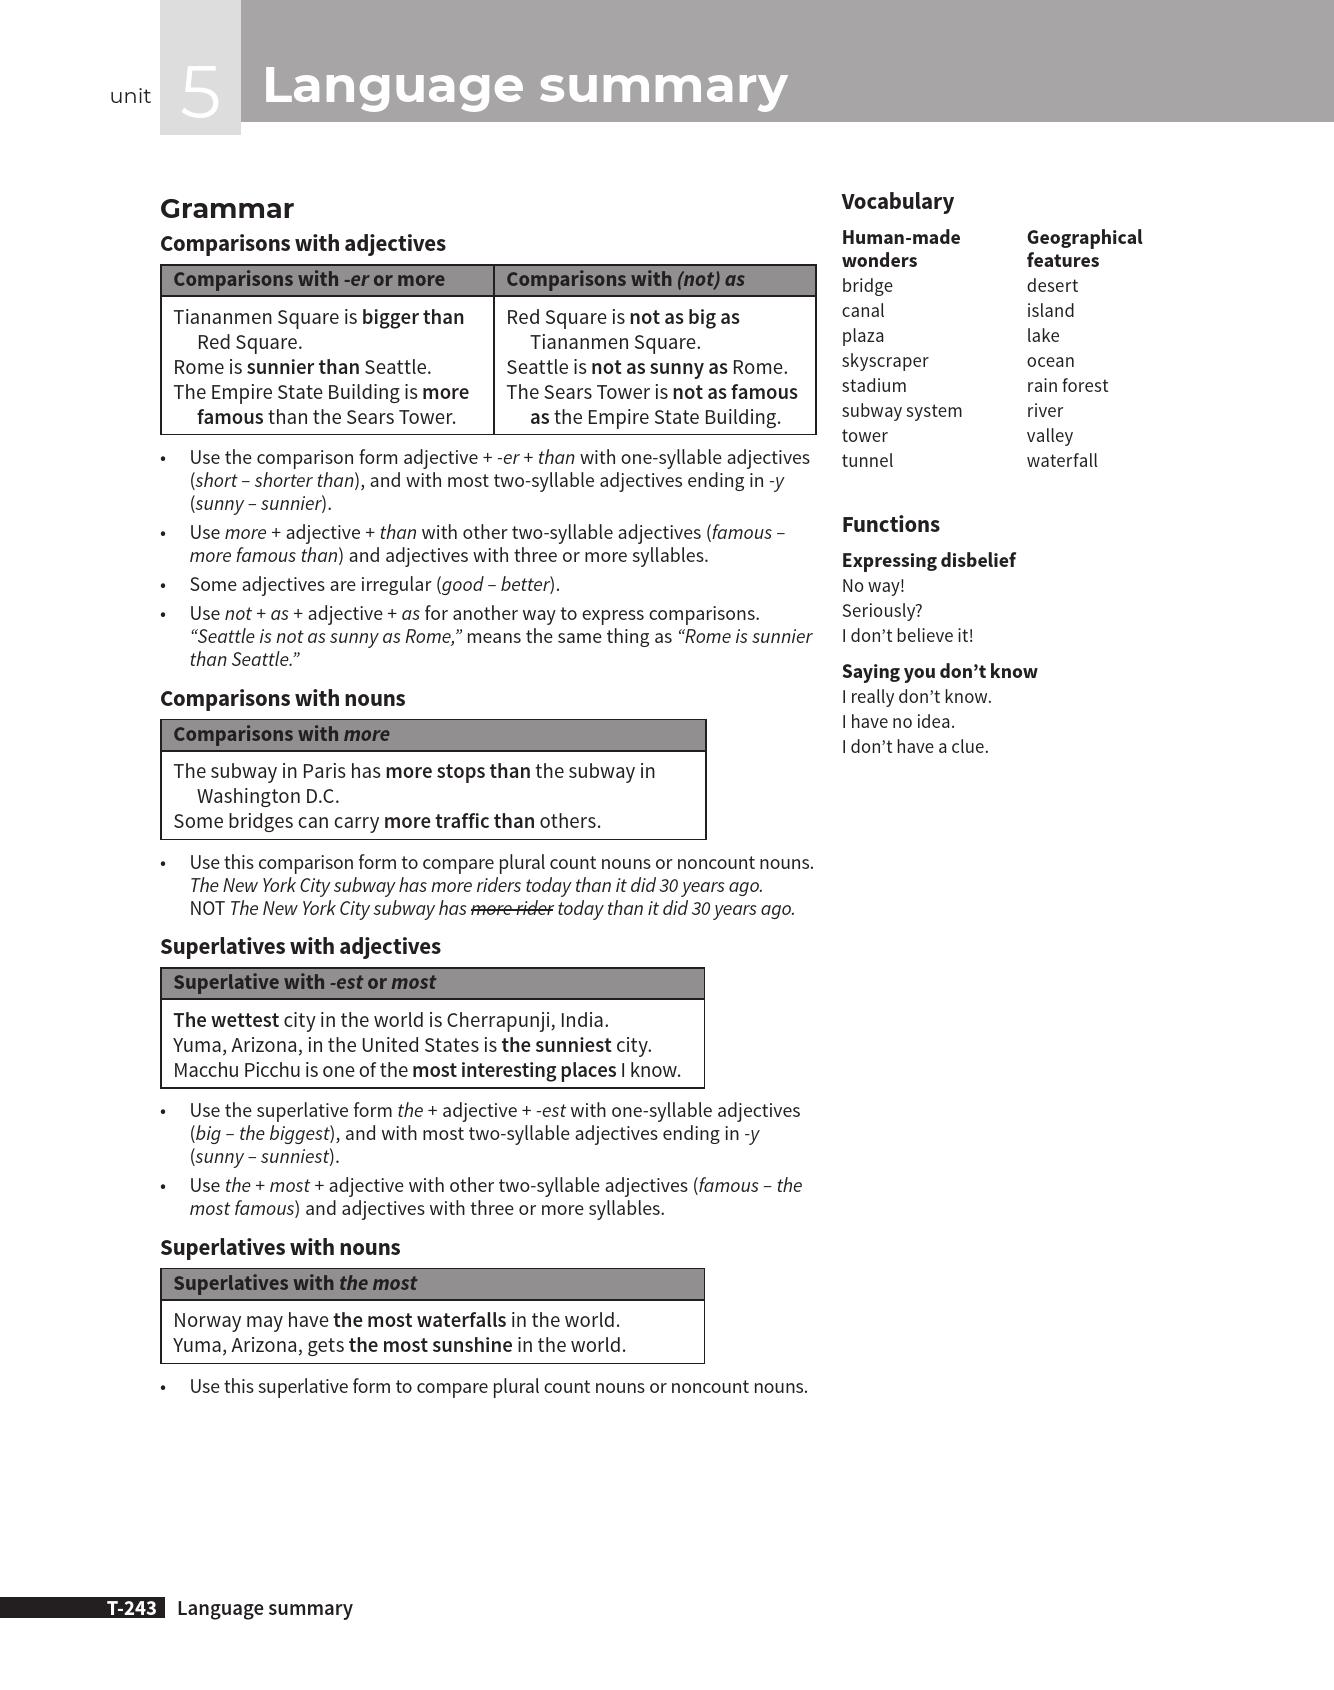 unit 5 Language summary
Grammar
Comparisons with adjectives
Comparisons with -er or more
Tiananmen Square is bigger than
Red Square.
Rome is sunnier than Seattle.
The Empire State Building is more
famous than the Sears Tower.
Comparisons with (not) as
Red Square is not as big as
Tiananmen Square.
Seattle is not as sunny as Rome.
The Sears Tower is not as famous
as the Empire State Building.
• Use the comparison form adjective + -er + than with one-syllable adjectives
(short – shorter than), and with most two-syllable adjectives ending in -y
(sunny – sunnier).
• Use more + adjective + than with other two-syllable adjectives (famous –
more famous than) and adjectives with three or more syllables.
• Some adjectives are irregular (good – better).
• Use not + as + adjective + as for another way to express comparisons.
“Seattle is not as sunny as Rome,” means the same thing as “Rome is sunnier
than Seattle.”
Comparisons with nouns
Comparisons with more
The subway in Paris has more stops than the subway in
Washington D.C.
Some bridges can carry more traffic than others.
• Use this comparison form to compare plural count nouns or noncount nouns.
The New York City subway has more riders today than it did 30 years ago.
NOT The New York City subway has more rider today than it did 30 years ago.
Superlatives with adjectives
Superlative with -est or most
The wettest city in the world is Cherrapunji, India.
Yuma, Arizona, in the United States is the sunniest city.
Macchu Picchu is one of the most interesting places I know.
• Use the superlative form the + adjective + -est with one-syllable adjectives
(big – the biggest), and with most two-syllable adjectives ending in -y
(sunny – sunniest).
• Use the + most + adjective with other two-syllable adjectives (famous – the
most famous) and adjectives with three or more syllables.
Superlatives with nouns
Superlatives with the most
Norway may have the most waterfalls in the world.
Yuma, Arizona, gets the most sunshine in the world.
• Use this superlative form to compare plural count nouns or noncount nouns.
Vocabulary
Human-made
wonders
bridge
canal
plaza
skyscraper
stadium
subway system
tower
tunnel
Geographical
features
desert
island
lake
ocean
rain forest
river
valley
waterfall
Functions
Expressing disbelief
No way!
Seriously?
I don’t believe it!
Saying you don’t know
I really don’t know.
I have no idea.
I don’t have a clue.
T-243 Language summary